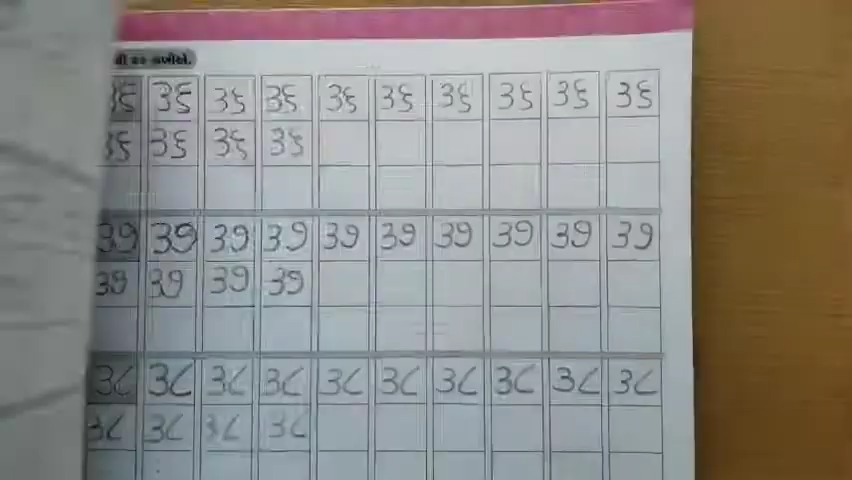 લખીએ.
૩૬ ૩૬ ૩૬ ૩૬ ૩૬ ૩૬ ૩૬ ૩૬ ૩૬ ૩૬
૩૬ ૩૬ ૩૬ ૩૬
૩૭ ૩૭ ૩૭ ૩૭ ૩૭ ૩૭ ૩૭ ૩૭ ૩૭ ૩૭
૩૭ ૩૭ ૩૭ ૩૭
૩૮ ૩૮ ૩૮ ૩૮ ૩૮ ૩૮ ૩૮ ૩૮ ૩૮ ૩૮
૩૮ ૩૮ ૩૮ ૩૮